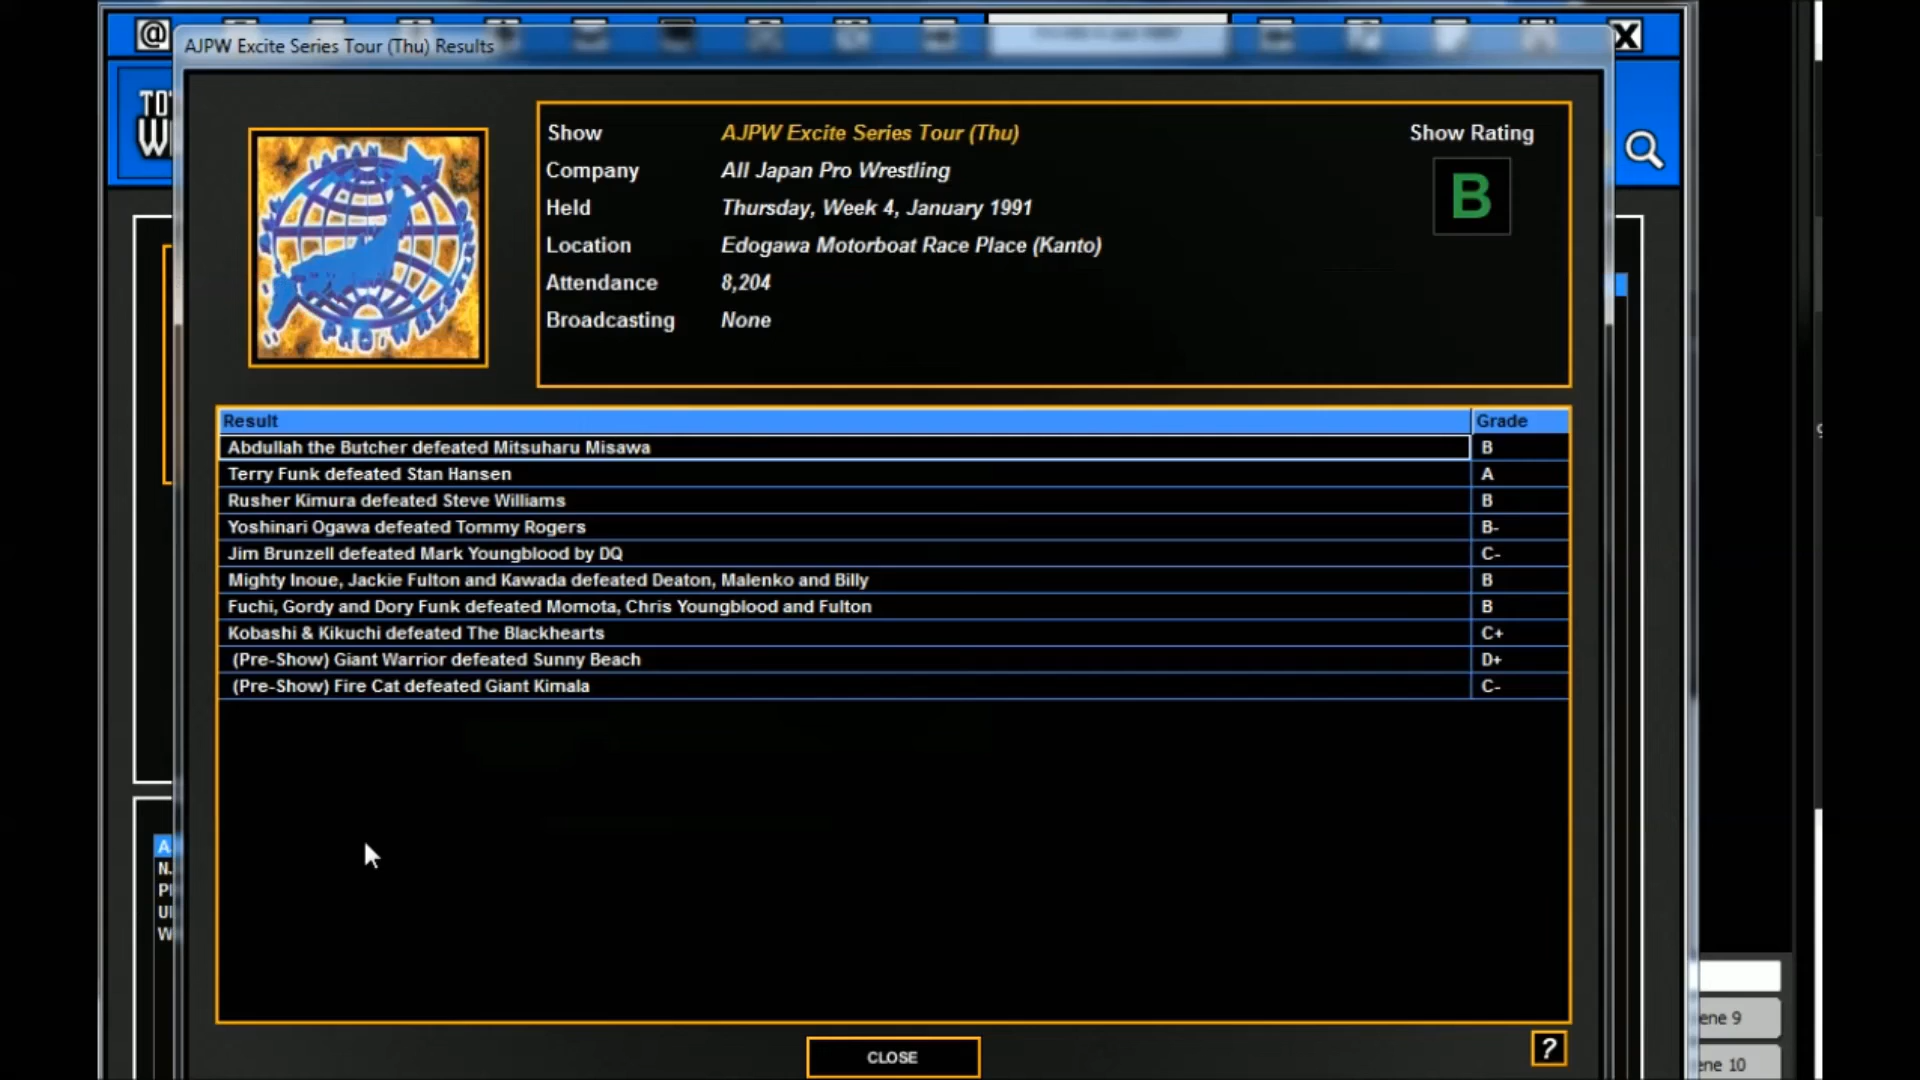 @
X
AJPW Excite Series Tour (Thu) Results
TO
W
JAPAN
PRO-WREST
Show AJPW Excite Series Tour (Thu) Show Rating
Company All Japan Pro Wrestling
B
Held Thursday, Week 4, January 1991
Location Edogawa Motorboat Race Place (Kanto)
Attendance 8,204
Broadcasting None
Result Grade
Abdullah the Butcher defeated Mitsuharu Misawa B
Terry Funk defeated Stan Hansen A
Rusher Kimura defeated Steve Williams B
Yoshinari Ogawa defeated Tommy Rogers B-
Jim Brunzell defeated Mark Youngblood by DQ C-
Mighty Inoue, Jackie Fulton and Kawada defeated Deaton, Malenko and Billy B
Fuchi, Gordy and Dory Funk defeated Momota, Chris Youngblood and Fulton B
Kobashi & Kikuchi defeated The Blackhearts C+
(Pre-Show) Giant Warrior defeated Sunny Beach D+
(Pre-Show) Fire Cat defeated Giant Kimala C-
A
N
P
U
W
ene 9
CLOSE
?
ene 10